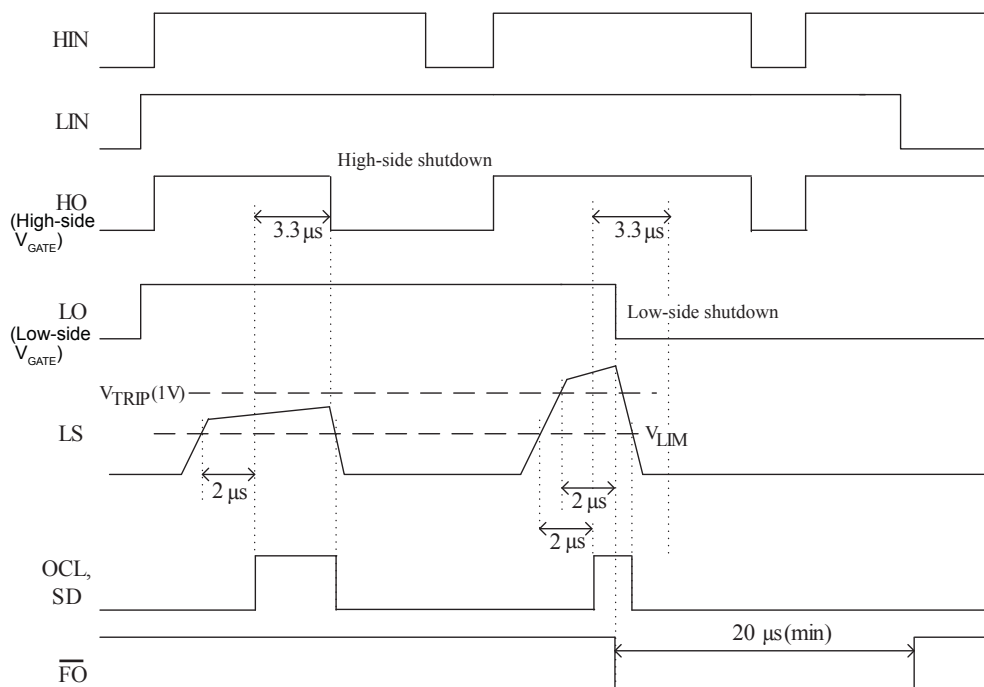 HIN
LIN
High-side shutdown
HO
(High-side
VGATE)
3.3 µs
3.3 µs
LO
(Low-side
VGATE)
Low-side shutdown
VTRIP(1V)
LS
VLIM
2 µs
2 µs
2 µs
OCL,
SD
20 µs(min)
FO